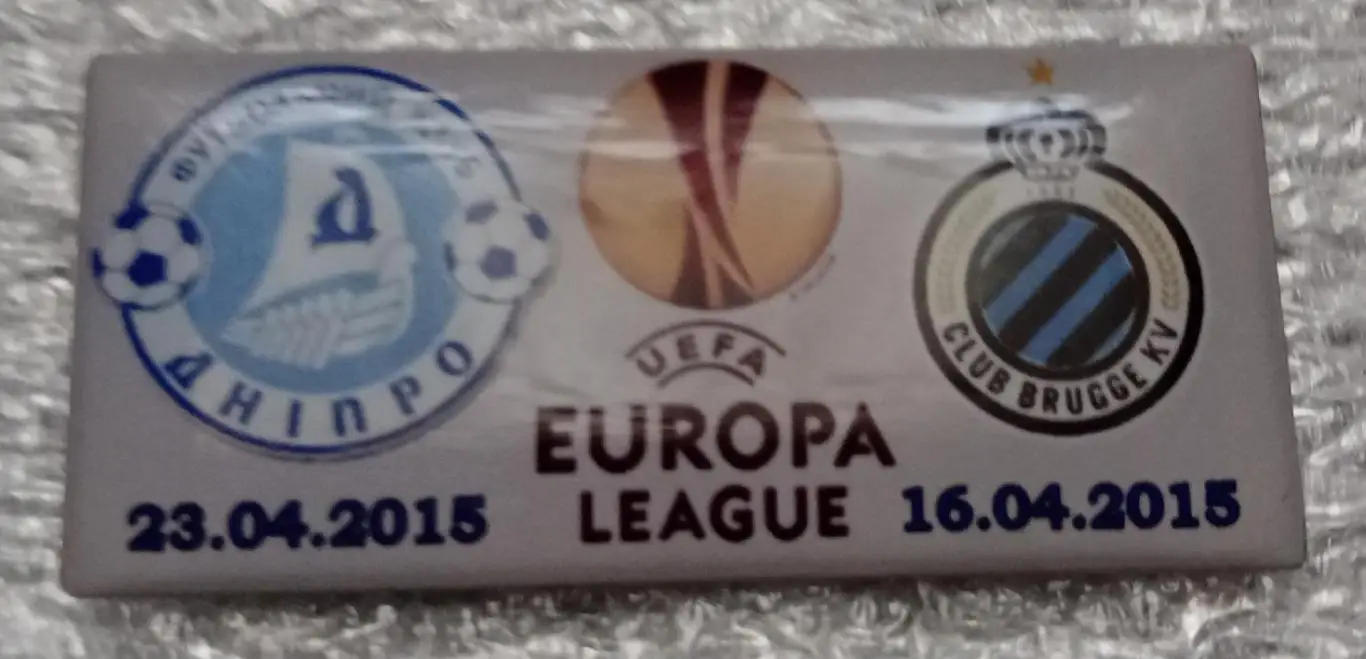 ДНІПРО
23.04.2015
UEFA
EUROPA
LEAGUE
CLUB BRUGGE KV
16.04.2015